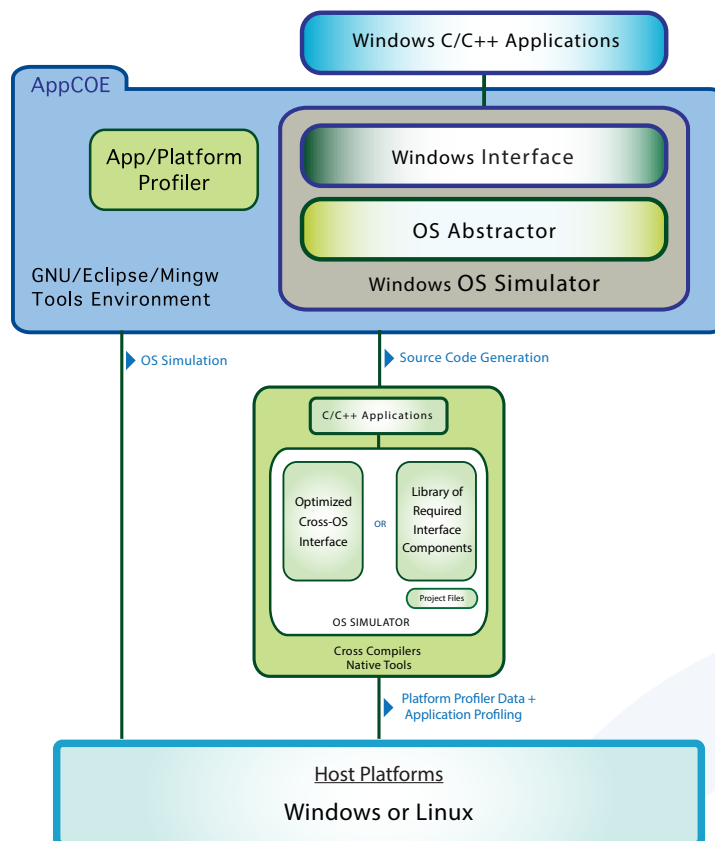 Windows C/C++ Applications
AppCOE
App/Platform
Profiler
Windows Interface
OS Abstractor
Windows OS Simulator
GNU/Eclipse/Mingw
Tools Environment
OS Simulation
Source Code Generation
C/C++ Applications
Optimized
Cross-OS
Interface
OR
Library of
Required
Interface
Components
Project Files
OS SIMULATOR
Cross Compilers
Native Tools
Platform Profiler Data +
Application Profiling
Host Platforms
Windows or Linux